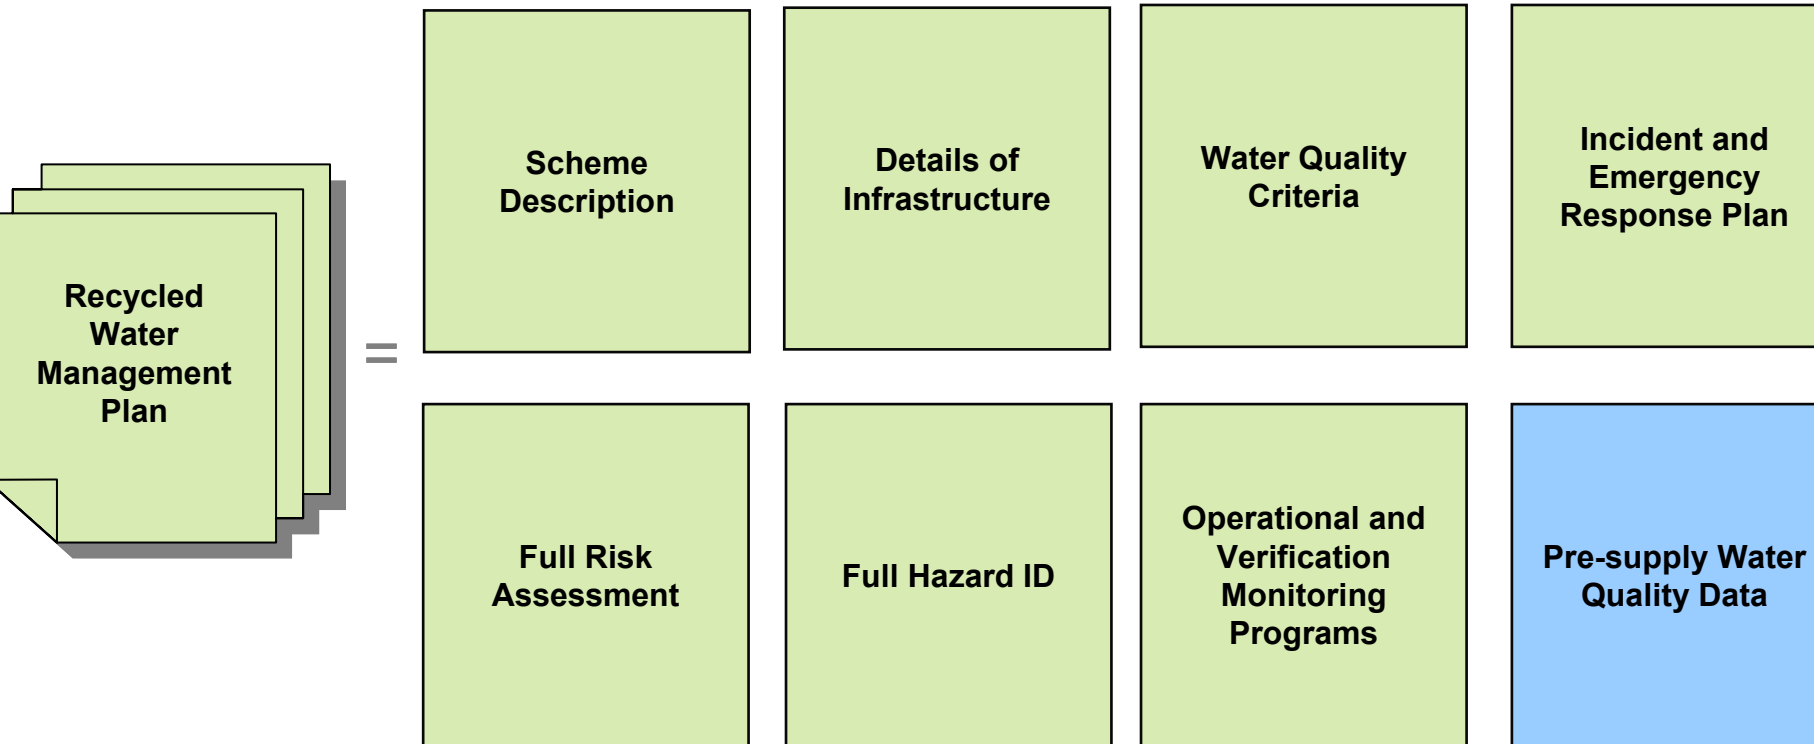 Recycled
Water
Management
Plan
=
Scheme
Description
Details of
Infrastructure
Water Quality
Criteria
Incident and
Emergency
Response Plan
Full Risk
Assessment
Full Hazard ID
Operational and
Verification
Monitoring
Programs
Pre-supply Water
Quality Data